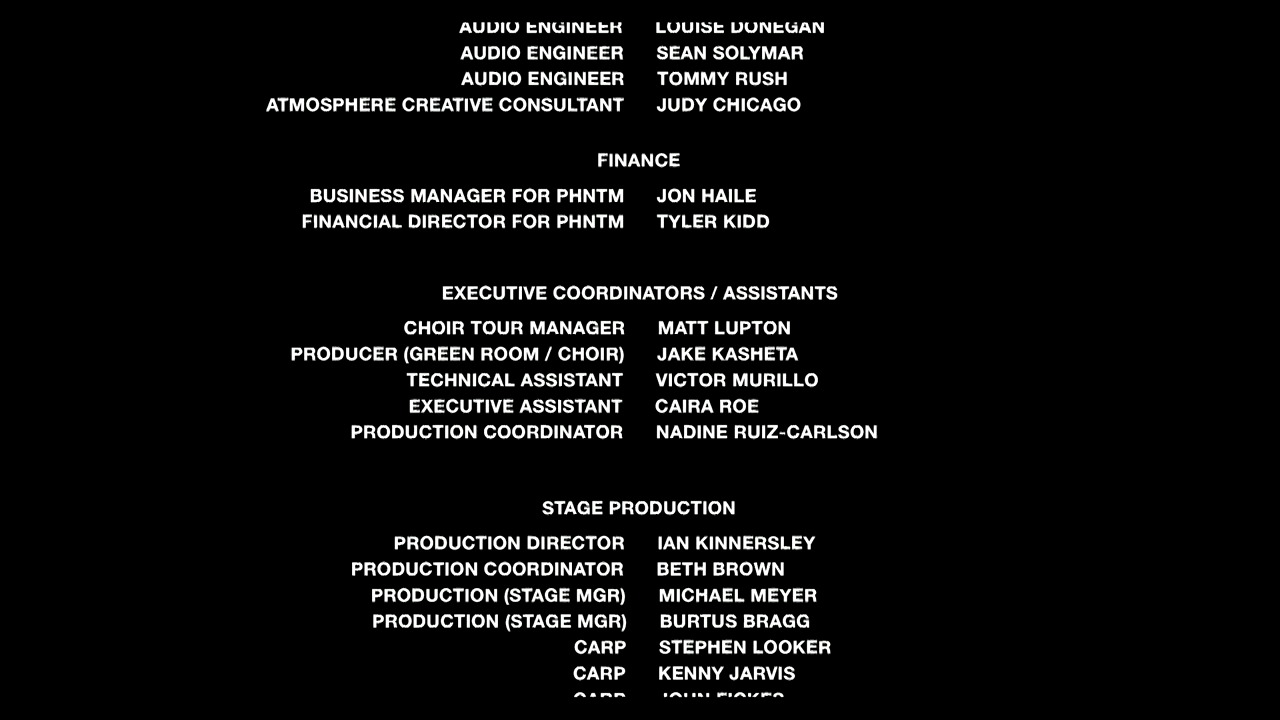 AUDIO ENGINEER LOUISE DONEGAN
AUDIO ENGINEER SEAN SOLYMAR
AUDIO ENGINEER TOMMY RUSH
ATMOSPHERE CREATIVE CONSULTANT JUDY CHICAGO
FINANCE
BUSINESS MANAGER FOR PHNTM JON HAILE
FINANCIAL DIRECTOR FOR PHNTM TYLER KIDD
EXECUTIVE COORDINATORS / ASSISTANTS
CHOIR TOUR MANAGER MATT LUPTON
PRODUCER (GREEN ROOM / CHOIR) JAKE KASHETA
TECHNICAL ASSISTANT VICTOR MURILLO
EXECUTIVE ASSISTANT CAIRA ROE
PRODUCTION COORDINATOR NADINE RUIZ-CARLSON
STAGE PRODUCTION
PRODUCTION DIRECTOR IAN KINNERSLEY
PRODUCTION COORDINATOR BETH BROWN
PRODUCTION (STAGE MGR) MICHAEL MEYER
PRODUCTION (STAGE MGR) BURTUS BRAGG
CARP STEPHEN LOOKER
CARP KENNY JARVIS
CARP JOHN